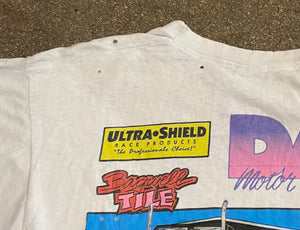 ULTRA•SHIELD
RACE PRODUCTS
"The Professionals Choice!"
Motor
TILE